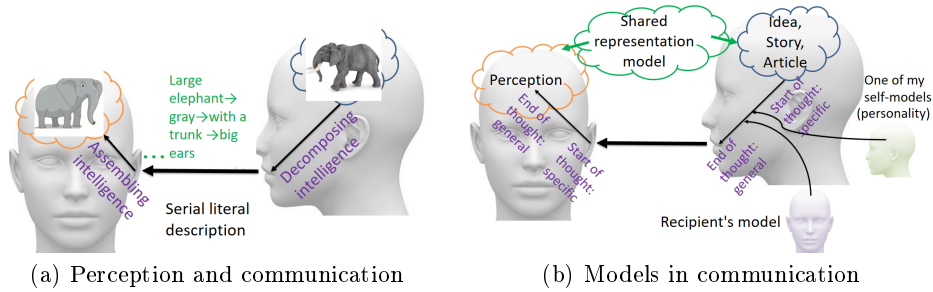 Large
elephant→
gray→with a
trunk →big
ears
Assembling
intelligence
Decomposing
intelligence
Serial literal
description
(a) Perception and communication
Shared
representation
model
Idea,
Story,
Article
Perception
End of
thought:
general
Start of
thought:
specific
Start of
thought:
specific
End of
thought:
general
One of my
self-models
(personality)
Recipient's model
(b) Models in communication